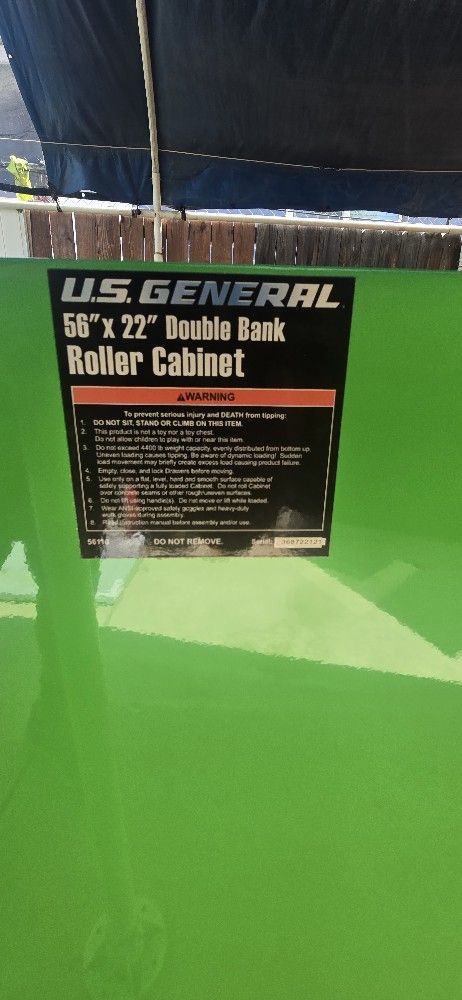 U.S. GENERAL
56" x 22" Double Bank
Roller Cabinet
⚠WARNING
To prevent serious injury and DEATH from tipping:
1. DO NOT SIT, STAND OR CLIMB ON THIS ITEM.
2. This product is not a toy nor a toy chest.
Do not allow children to play with or near this item.
3. Do not exceed 4400 lb weight capacity, evenly distributed from bottom up.
Uneven loading causes tipping. Be aware of dynamic loading! Sudden
load movement may briefly create excess load causing product failure.
4. Empty, close, and lock Drawers before moving.
5. Use only on a flat, level, hard and smooth surface capable of
safely supporting a fully loaded Cabinet. Do not roll Cabinet
over concrete seams or other rough/uneven surfaces.
6. Do not lift using handle(s). Do not move or lift while loaded.
7. Wear ANSI-approved safety goggles and heavy-duty
work gloves during assembly.
8. Read instruction manual before assembly and/or use.
56110 DO NOT REMOVE. Serial: 368722121